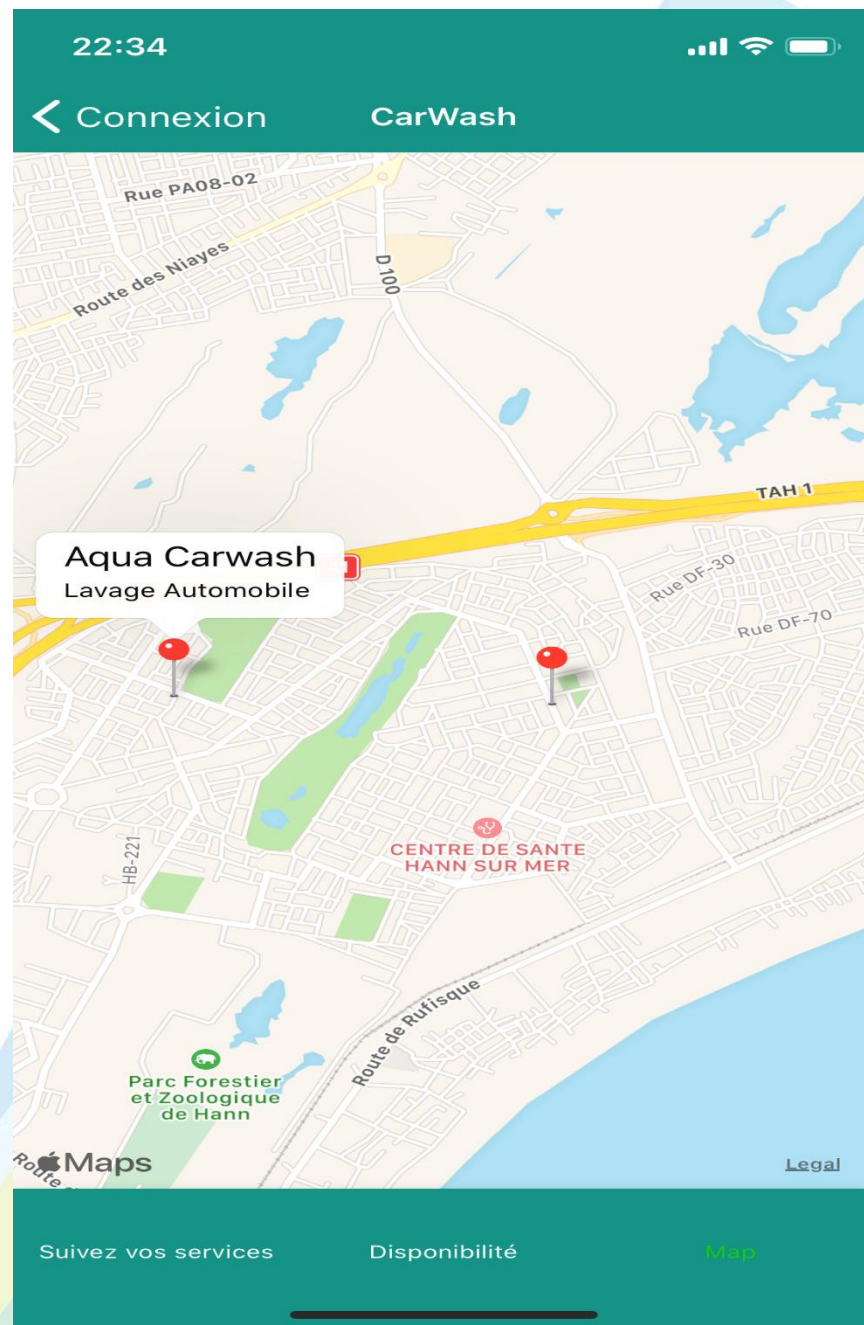 22:34
Connexion
CarWash
Rue PA08-02
Route des Niayes
D 100
TAH 1
Aqua Carwash
Lavage Automobile
Rue DF-30
Rue DF-70
CENTRE DE SANTE
HANN SUR MER
HB-221
Route de Rufisque
Parc Forestier
et Zoologique
de Hann
Maps
Route
Legal
Suivez vos services
Disponibilité
Map